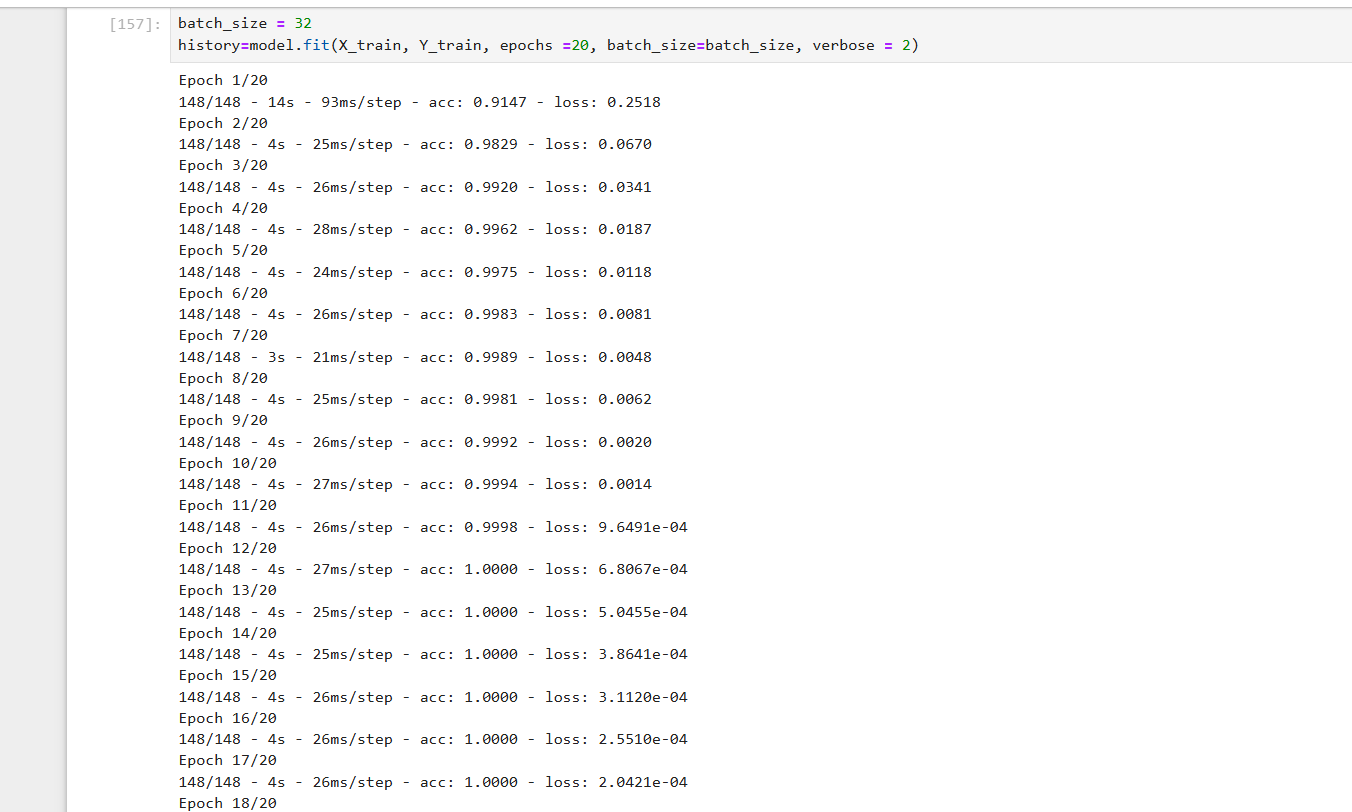 [157]:
batch_size = 32
history=model.fit(X_train, Y_train, epochs =20, batch_size=batch_size, verbose = 2)
Epoch 1/20
148/148 - 14s - 93ms/step - acc: 0.9147 - loss: 0.2518
Epoch 2/20
148/148 - 4s - 25ms/step - acc: 0.9829 - loss: 0.0670
Epoch 3/20
148/148 - 4s - 26ms/step - acc: 0.9920 - loss: 0.0341
Epoch 4/20
148/148 - 4s - 28ms/step - acc: 0.9962 - loss: 0.0187
Epoch 5/20
148/148 - 4s - 24ms/step - acc: 0.9975 - loss: 0.0118
Epoch 6/20
148/148 - 4s - 26ms/step - acc: 0.9983 - loss: 0.0081
Epoch 7/20
148/148 - 3s - 21ms/step - acc: 0.9989 - loss: 0.0048
Epoch 8/20
148/148 - 4s - 25ms/step - acc: 0.9981 - loss: 0.0062
Epoch 9/20
148/148 - 4s - 26ms/step - acc: 0.9992 - loss: 0.0020
Epoch 10/20
148/148 - 4s - 27ms/step - acc: 0.9994 - loss: 0.0014
Epoch 11/20
148/148 - 4s - 26ms/step - acc: 0.9998 - loss: 9.6491e-04
Epoch 12/20
148/148 - 4s - 27ms/step - acc: 1.0000 - loss: 6.8067e-04
Epoch 13/20
148/148 - 4s - 25ms/step - acc: 1.0000 - loss: 5.0455e-04
Epoch 14/20
148/148 - 4s - 25ms/step - acc: 1.0000 - loss: 3.8641e-04
Epoch 15/20
148/148 - 4s - 26ms/step - acc: 1.0000 - loss: 3.1120e-04
Epoch 16/20
148/148 - 4s - 26ms/step - acc: 1.0000 - loss: 2.5510e-04
Epoch 17/20
148/148 - 4s - 26ms/step - acc: 1.0000 - loss: 2.0421e-04
Epoch 18/20